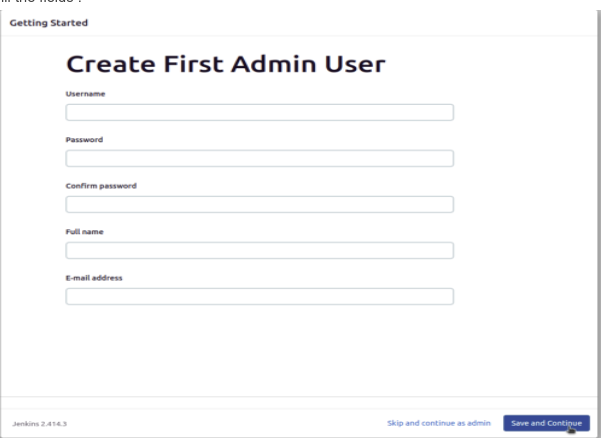 ill the fields :
Getting Started
Create First Admin User
Username
Password
Confirm password
Full name
E-mail address
Jenkins 2.414.3
Skip and continue as admin
Save and Continue